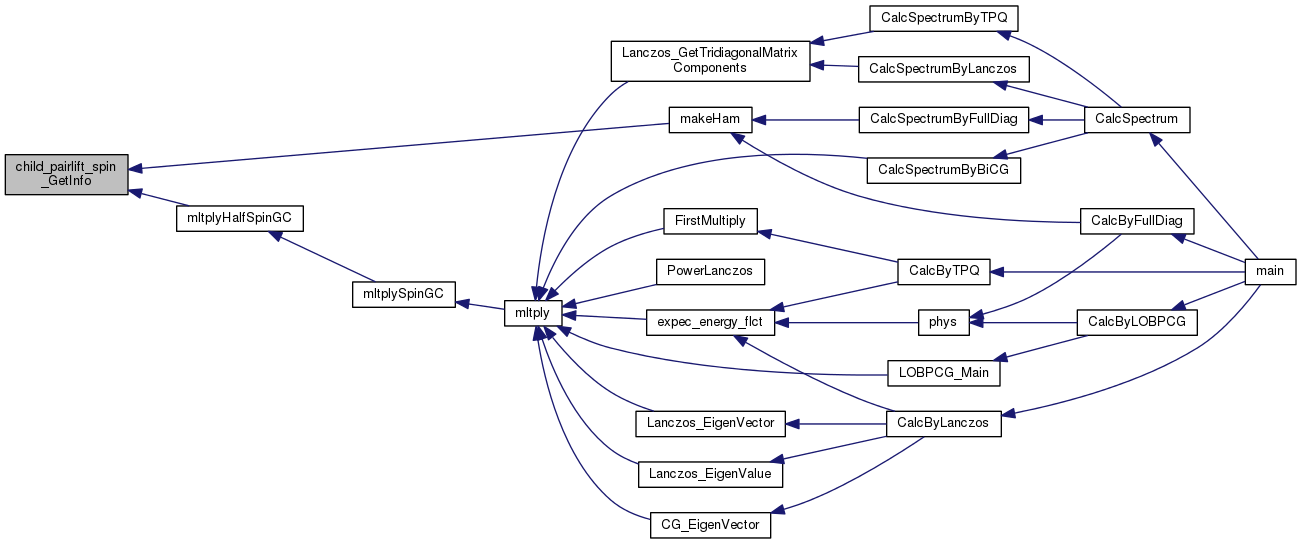 child_pairlift_spin
_GetInfo
mltplyHalfSpinGC
mltplySpinGC
mltply
Lanczos_GetTridiagonalMatrix
Components
makeHam
FirstMultiply
PowerLanczos
expec_energy_flct
Lanczos_EigenVector
Lanczos_EigenValue
CG_EigenVector
CalcSpectrumByTPQ
CalcSpectrumByLanczos
CalcSpectrumByFullDiag
CalcSpectrumByBiCG
CalcByTPQ
phys
LOBPCG_Main
CalcByLanczos
CalcSpectrum
CalcByFullDiag
CalcByLOBPCG
main